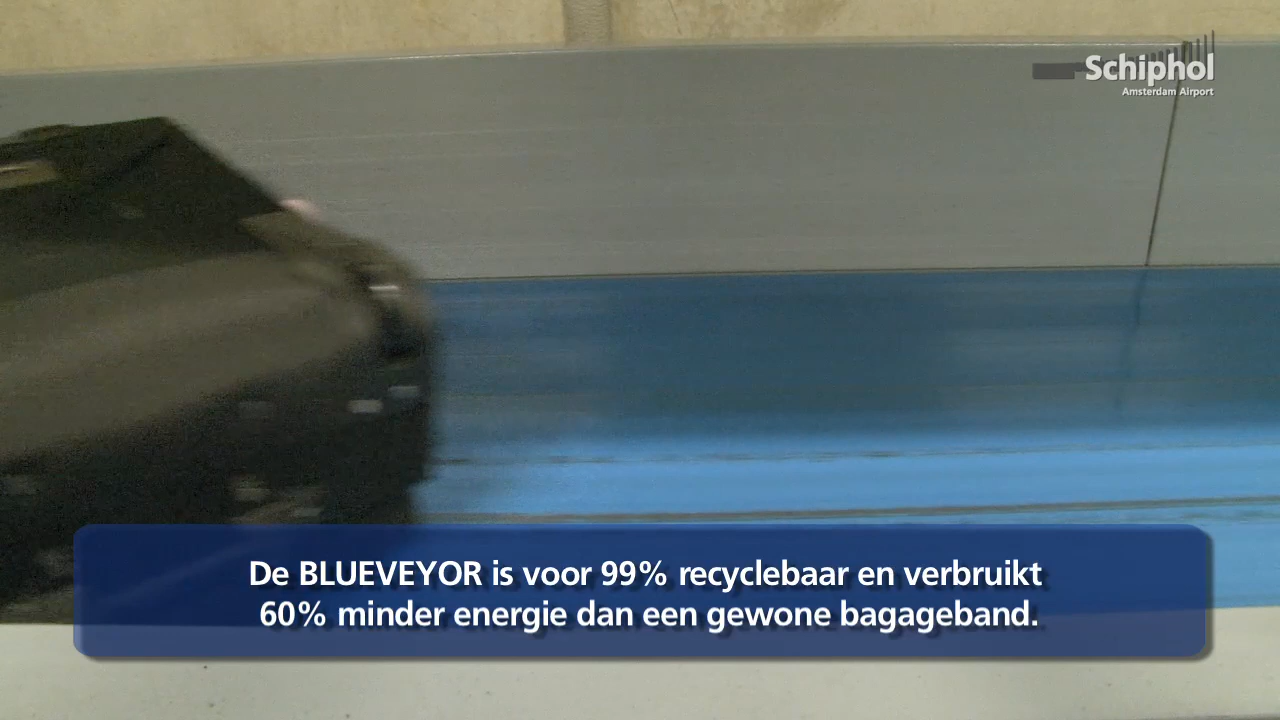 Schiphol
Amsterdam Airport
De BLUEVEYOR is voor 99% recyclebaar en verbruikt
60% minder energie dan een gewone bagageband.